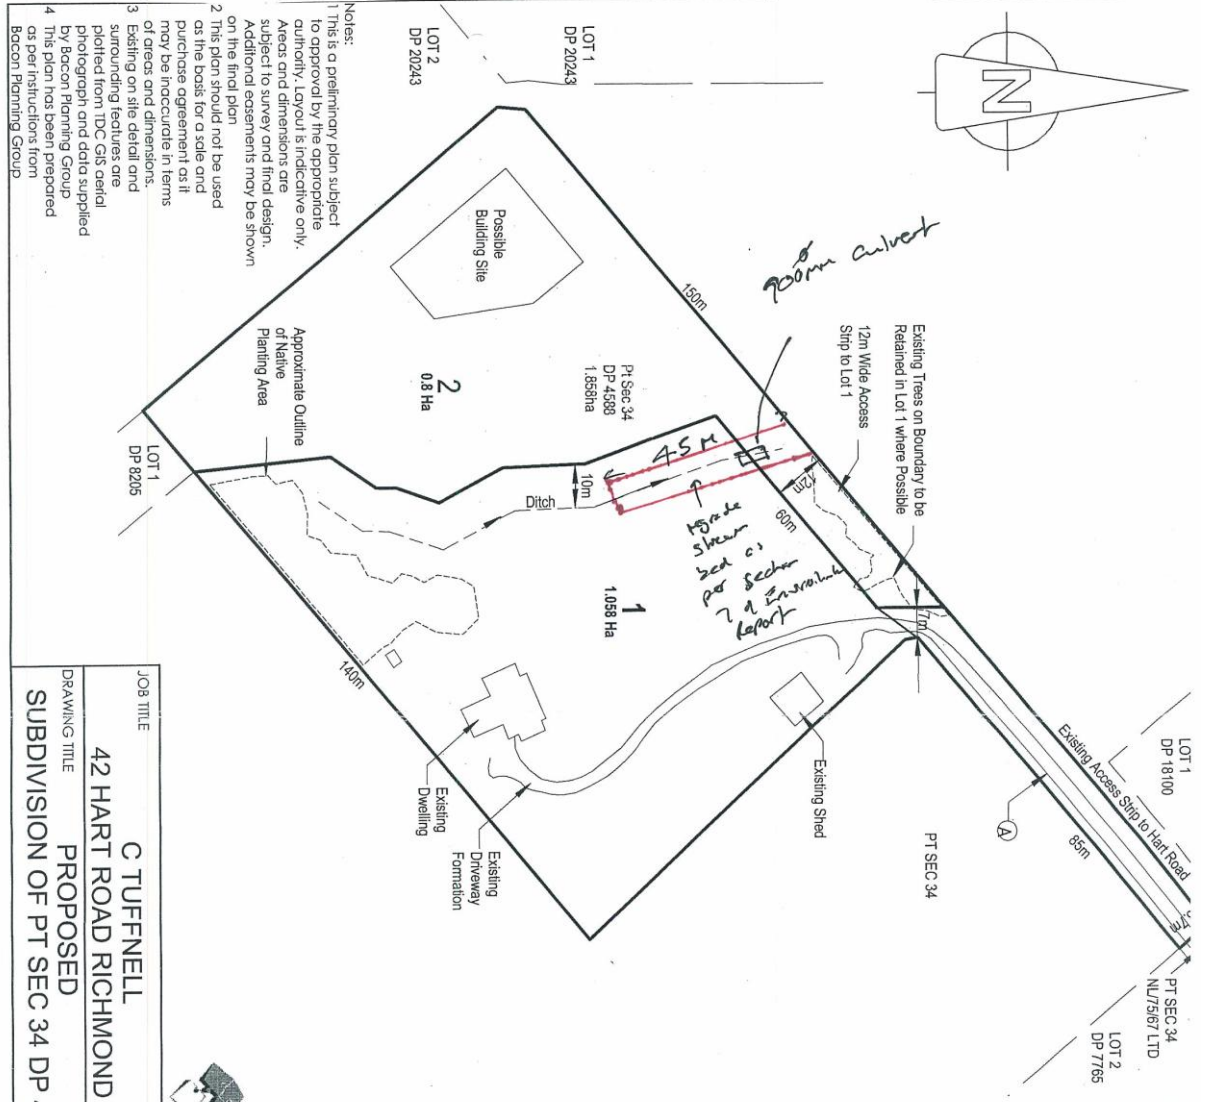 N
Notes:
1 This is a preliminary plan subject
to approval by the appropriate
authority. Layout is indicative only.
Areas and dimensions are
subject to survey and final design.
Additonal easements may be shown
on the final plan
2 This plan should not be used
as the basis for a sale and
purchase agreement as it
may be inaccurate in terms
of areas and dimensions.
3 Existing on site detail and
surrounding features are
plotted from TDC GIS aerial
photograph and data supplied
by Bacon Planning Group
4 This plan has been prepared
as per instructions from
Bacon Planning Group
LOT 1
DP 20243
LOT 2
DP 20243
Possible
Building Site
150m
900mm ø culvert
Existing Trees on Boundary to be
Retained in Lot 1 where Possible
12m Wide Access
Strip to Lot 1
Pt Sec 34
DP 4588
1.858ha
2
0.8 Ha
Approximate Outline
of Native
Planting Area
LOT 1
DP 8205
45 m
10m
Ditch
12m
60m
regrade
stream
bed as
per Section
7 of
Report
7m
1
1.058 Ha
140m
Existing
Dwelling
Existing
Driveway
Formation
Existing Shed
LOT 1
DP 18100
Existing Access Strip to Hart Road
A
85m
PT SEC 34
PT SEC 34
NL/75/67 LTD
LOT 2
DP 7765
JOB TITLE
C TUFFNELL
42 HART ROAD RICHMOND
DRAWING TITLE
PROPOSED
SUBDIVISION OF PT SEC 34 DP